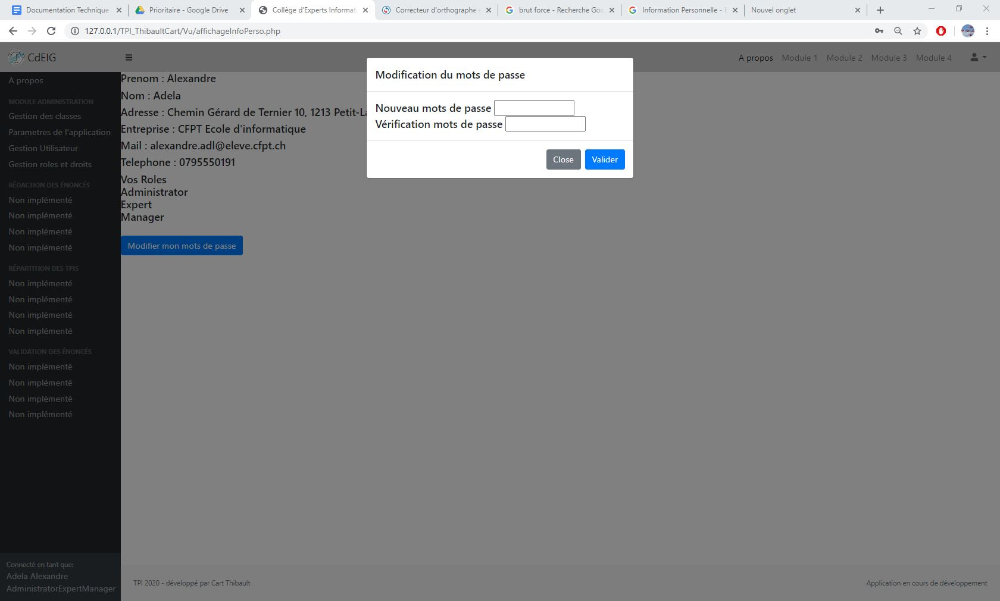 Documentation Technique
Prioritaire - Google Drive
Collège d'Experts Informati
Correcteur d'orthographe e
brut force - Recherche Goo
Information Personnelle - F
Nouvel onglet
127.0.0.1/TPI_ThibaultCart/Vu/affichageInfoPerso.php
CdEIG
A propos
Module 1
Module 2
Module 3
Module 4
A propos
MODULE ADMINISTRATION
Gestion des classes
Parametres de l'application
Gestion Utilisateur
Gestion roles et droits
RÉDACTION DES ÉNONCÉS
Non implémenté
Non implémenté
Non implémenté
Non implémenté
RÉPARTITION DES TPIS
Non implémenté
Non implémenté
Non implémenté
Non implémenté
VALIDATION DES ÉNONCÉS
Non implémenté
Non implémenté
Non implémenté
Non implémenté
Connecté en tant que:
Adela Alexandre
AdministratorExpertManager
Prenom : Alexandre
Nom : Adela
Adresse : Chemin Gérard de Ternier 10, 1213 Petit-La
Entreprise : CFPT Ecole d'informatique
Mail : alexandre.adl@eleve.cfpt.ch
Telephone : 0795550191
Vos Roles
Administrator
Expert
Manager
Modifier mon mots de passe
Modification du mots de passe
Nouveau mots de passe
Vérification mots de passe
Close
Valider
TPI 2020 - développé par Cart Thibault
Application en cours de développement